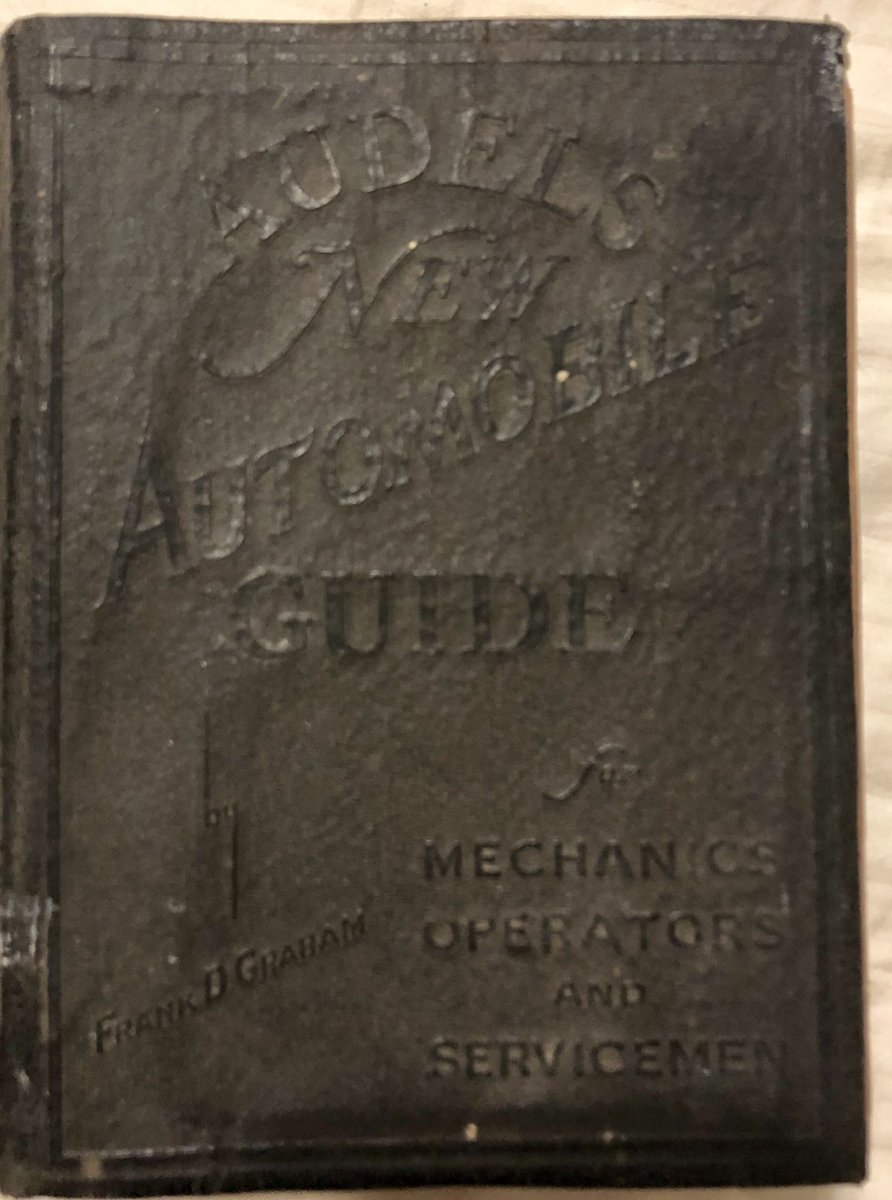 AUDELS
NEW
AUTOMOBILE
GUIDE
for
MECHANICS
OPERATORS
AND
SERVICEMEN
by
FRANK D GRAHAM